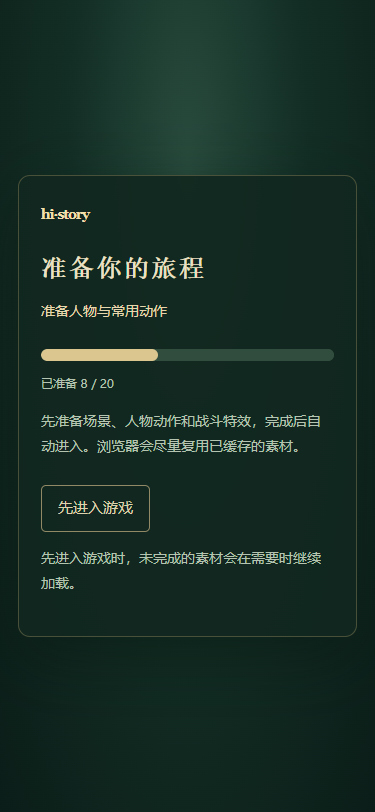 hi·story
准备你的旅程
准备人物与常用动作
已准备 8 / 20
先准备场景、人物动作和战斗特效，完成后自
动进入。浏览器会尽量复用已缓存的素材。
先进入游戏
先进入游戏时，未完成的素材会在需要时继续
加载。